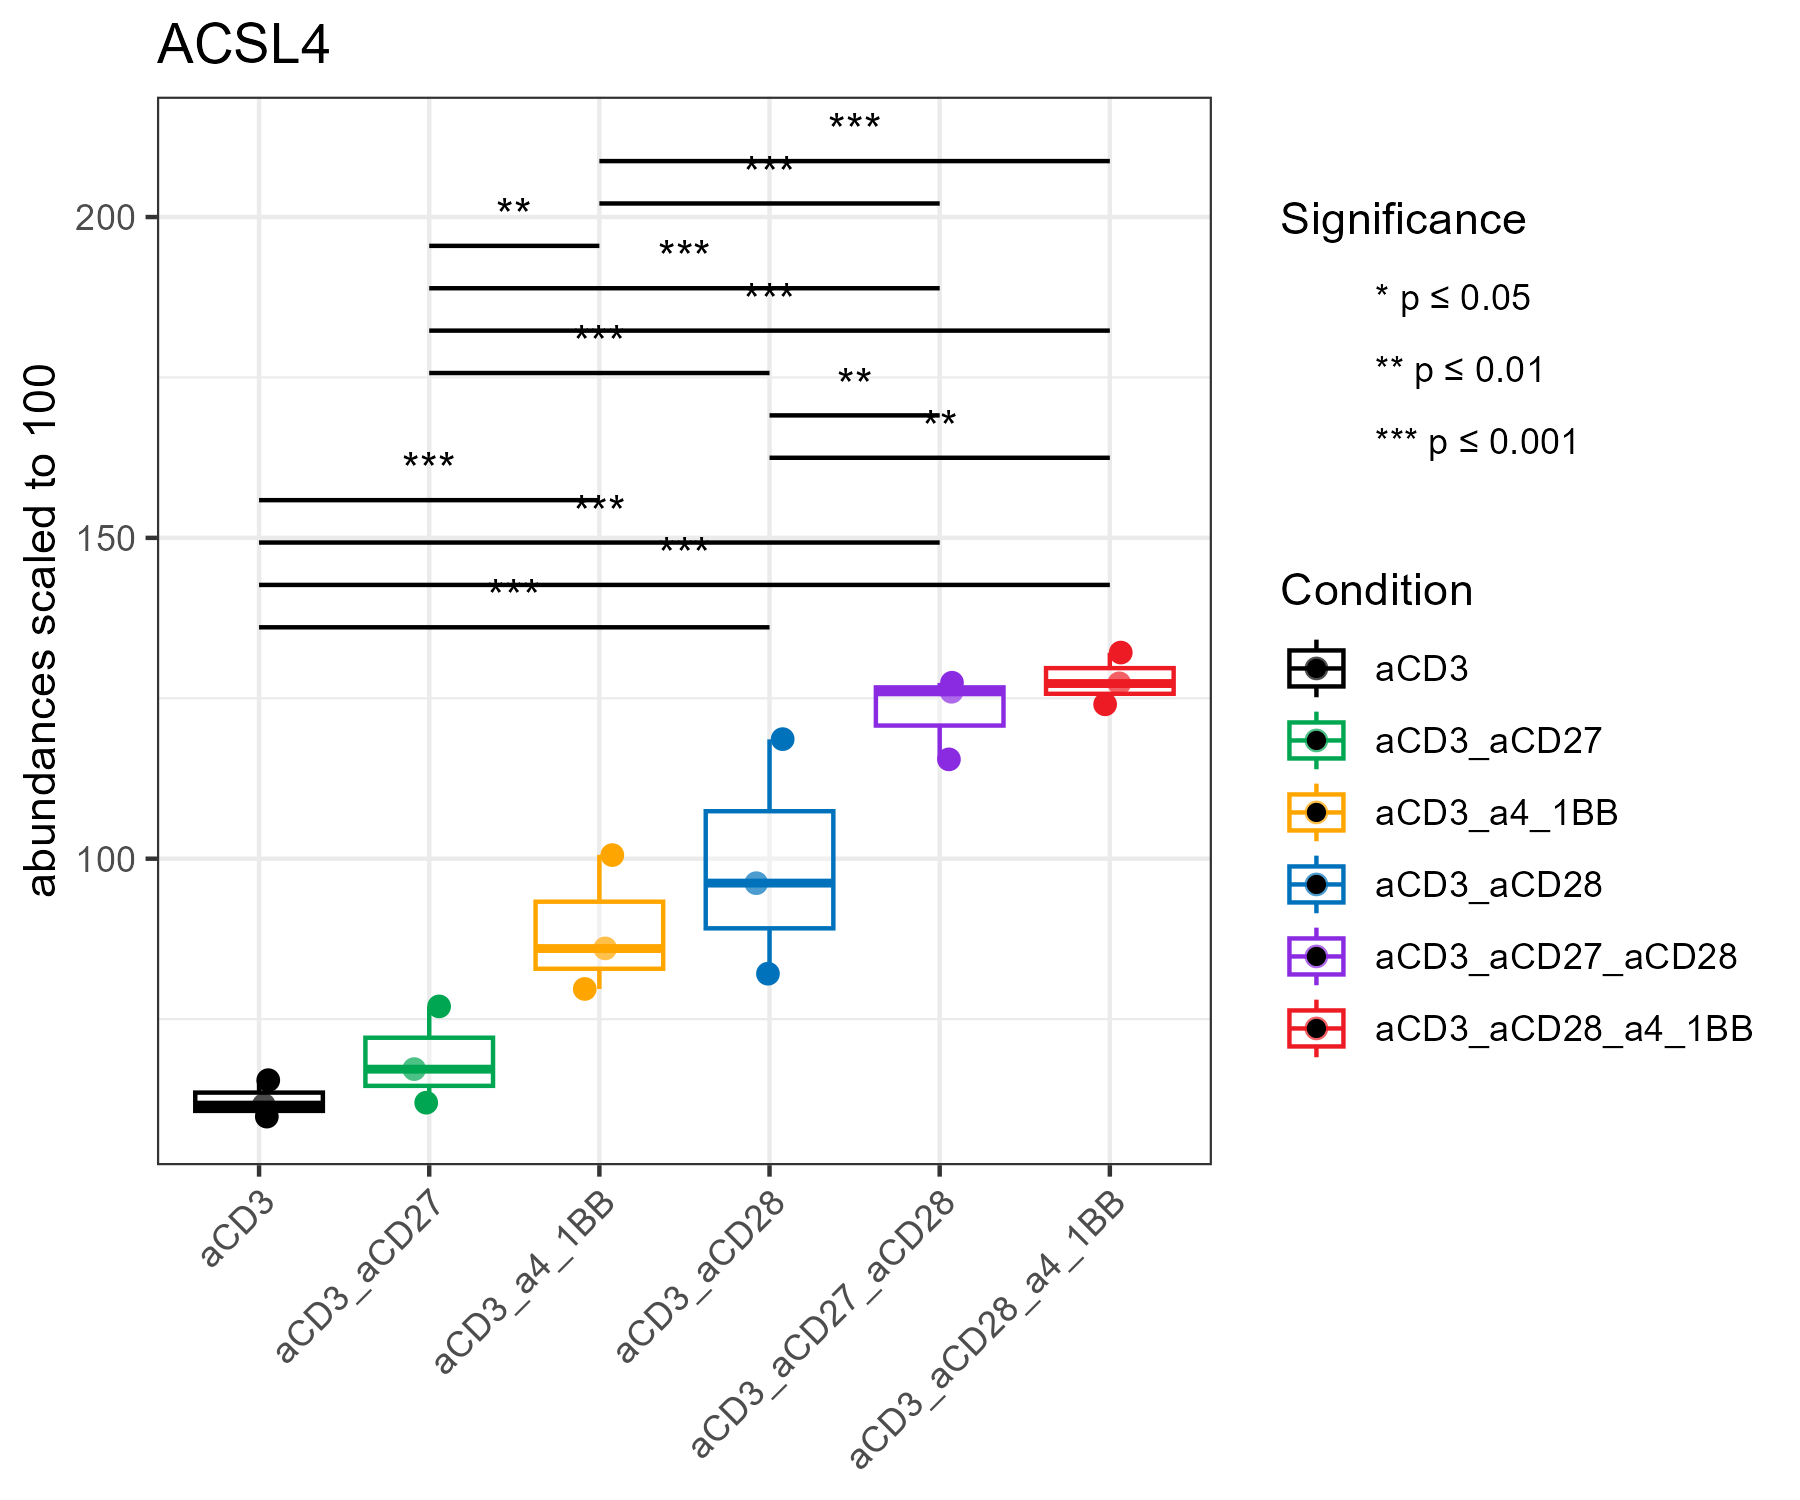 ACSL4
***
***
**
***
***
***
**
**
***
***
***
***
200
150
100
abundances scaled to 100
aCD3
aCD3_aCD27
aCD3_a4_1BB
aCD3_aCD28
aCD3_aCD27_aCD28
aCD3_aCD28_a4_1BB
Significance
* p ≤ 0.05
** p ≤ 0.01
*** p ≤ 0.001
Condition
aCD3
aCD3_aCD27
aCD3_a4_1BB
aCD3_aCD28
aCD3_aCD27_aCD28
aCD3_aCD28_a4_1BB